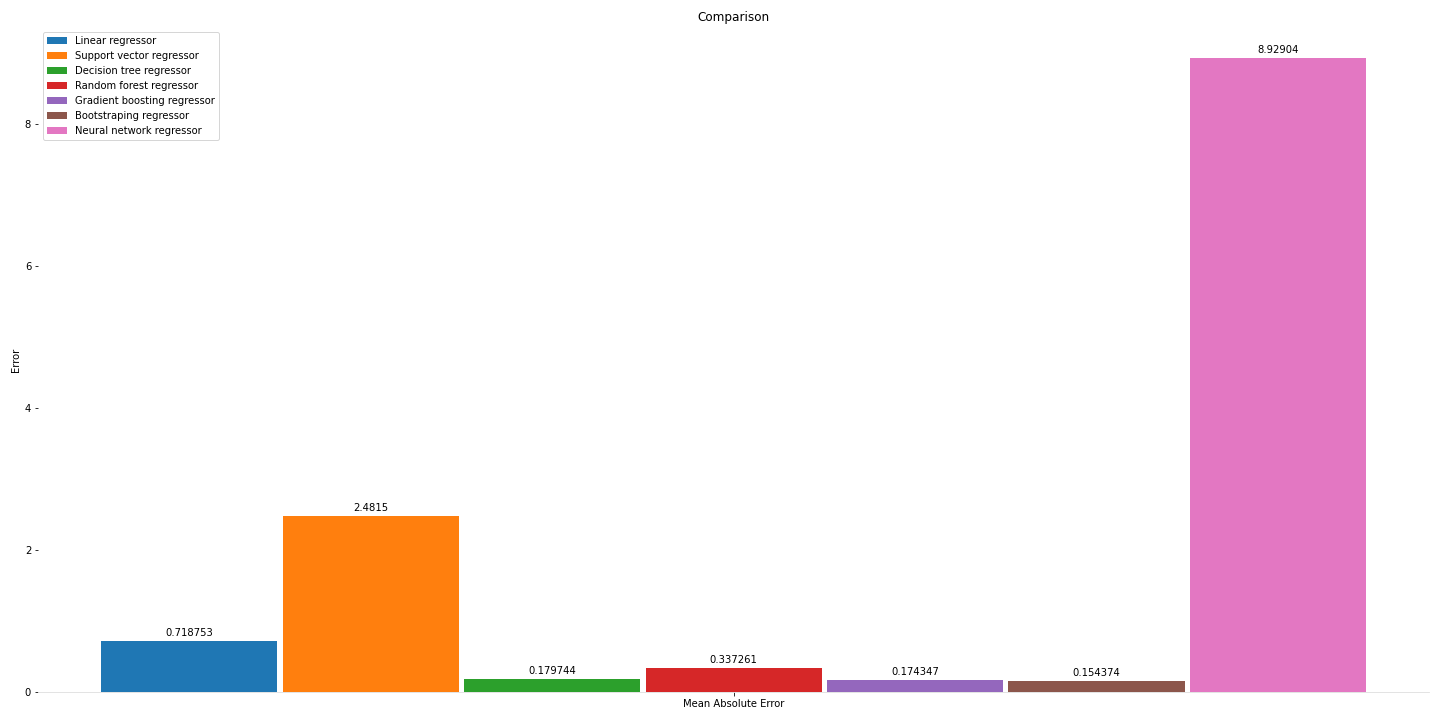 Comparison
Linear regressor
Support vector regressor
Decision tree regressor
Random forest regressor
Gradient boosting regressor
Bootstraping regressor
Neural network regressor
8.92904
8
6
Error
4
2.4815
2
0.718753
0.179744
0.337261
0.174347
0.154374
0
Mean Absolute Error